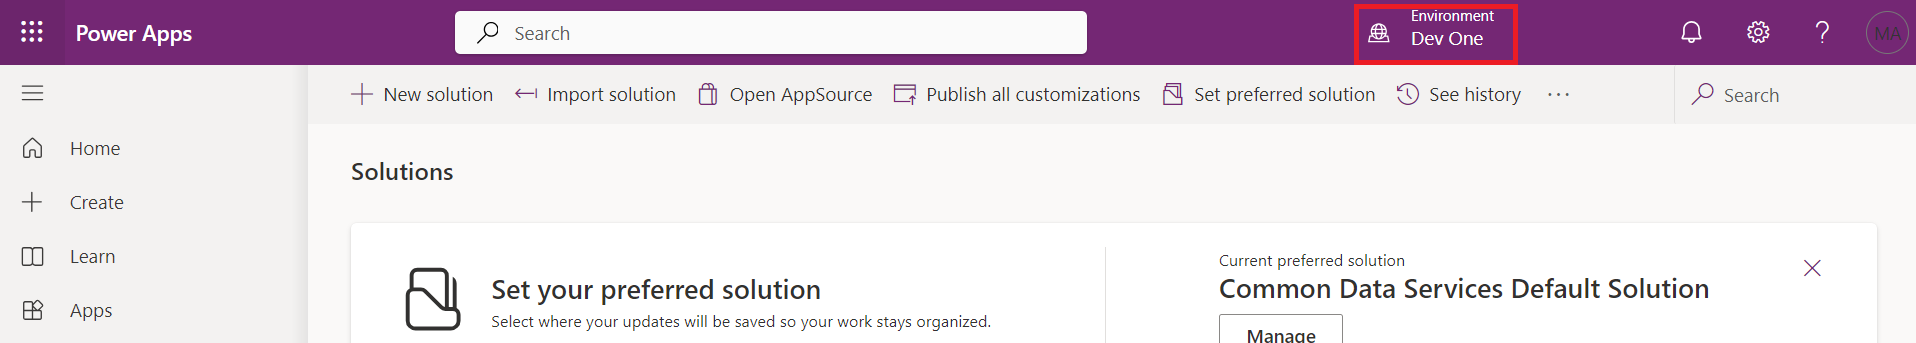 Power Apps
Search
Environment
Dev One
MA
New solution
Import solution
Open AppSource
Publish all customizations
Set preferred solution
See history
Search
Home
Create
Learn
Apps
Solutions
Set your preferred solution
Select where your updates will be saved so your work stays organized.
Current preferred solution
Common Data Services Default Solution
Manage